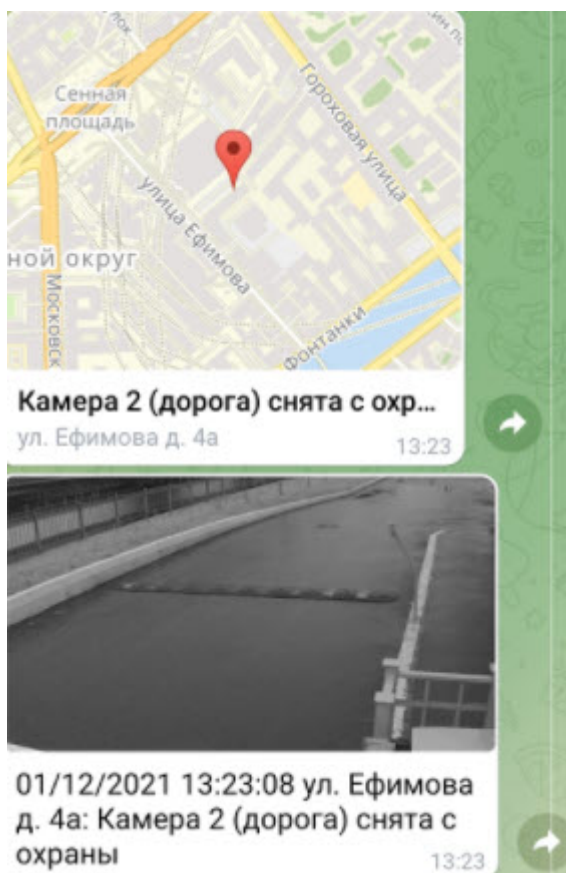 Сенная
площадь
Гороховая улица
улица Ефимова
ной округ
Московск
Фонтанки
Камера 2 (дорога) снята с охр...
ул. Ефимова д. 4а
13:23
01/12/2021 13:23:08 ул. Ефимова
д. 4а: Камера 2 (дорога) снята с
охраны
13:23